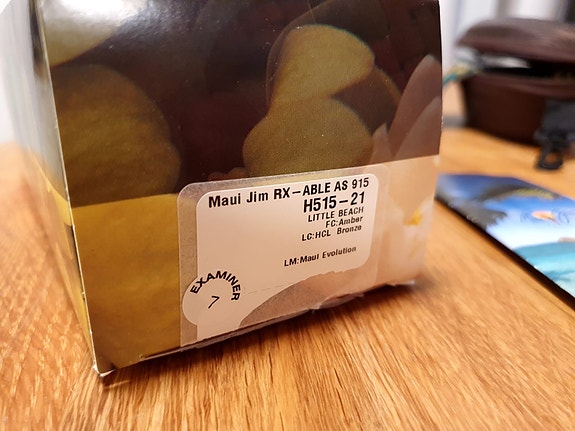 Maui Jim RX-ABLE AS 915
H515-21
LITTLE BEACH
FC:Amber
LC:HCL Bronze
LM:Maui Evolution
EXAMINER